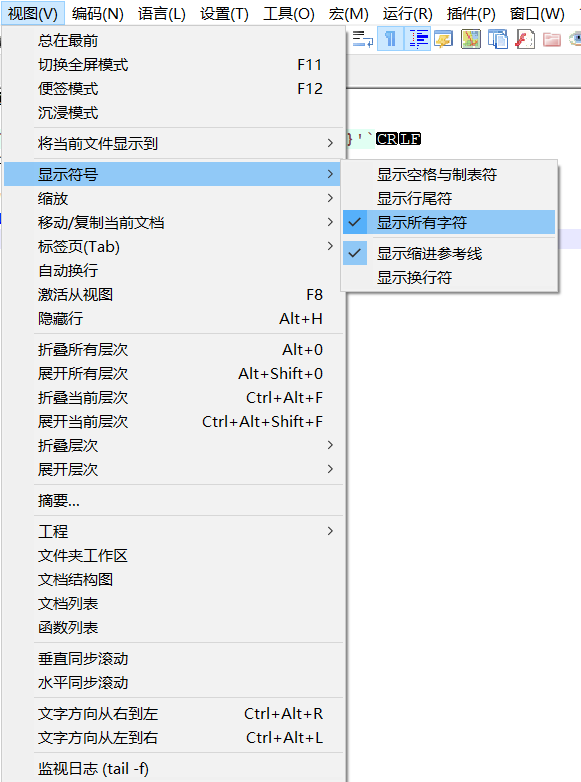 视图(V) 编码(N) 语言(L) 设置(T) 工具(O) 宏(M) 运行(R) 插件(P) 窗口(W)
总在最前
切换全屏模式 F11
便签模式 F12
沉浸模式
将当前文件显示到
}'`CRLF
显示符号
显示空格与制表符
显示行尾符
显示所有字符
显示缩进参考线
显示换行符
缩放
移动/复制当前文档
标签页(Tab)
自动换行
激活从视图 F8
隐藏行 Alt+H
折叠所有层次 Alt+0
展开所有层次 Alt+Shift+0
折叠当前层次 Ctrl+Alt+F
展开当前层次 Ctrl+Alt+Shift+F
折叠层次
展开层次
摘要...
工程
文件夹工作区
文档结构图
文档列表
函数列表
垂直同步滚动
水平同步滚动
文字方向从右到左 Ctrl+Alt+R
文字方向从左到右 Ctrl+Alt+L
监视日志 (tail -f)